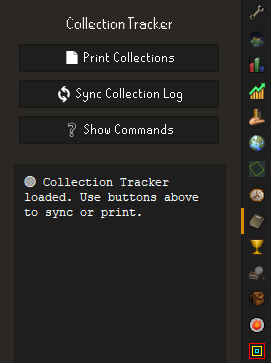 Collection Tracker
Print Collections
Sync Collection Log
Show Commands
Collection Tracker
loaded. Use buttons above
to sync or print.